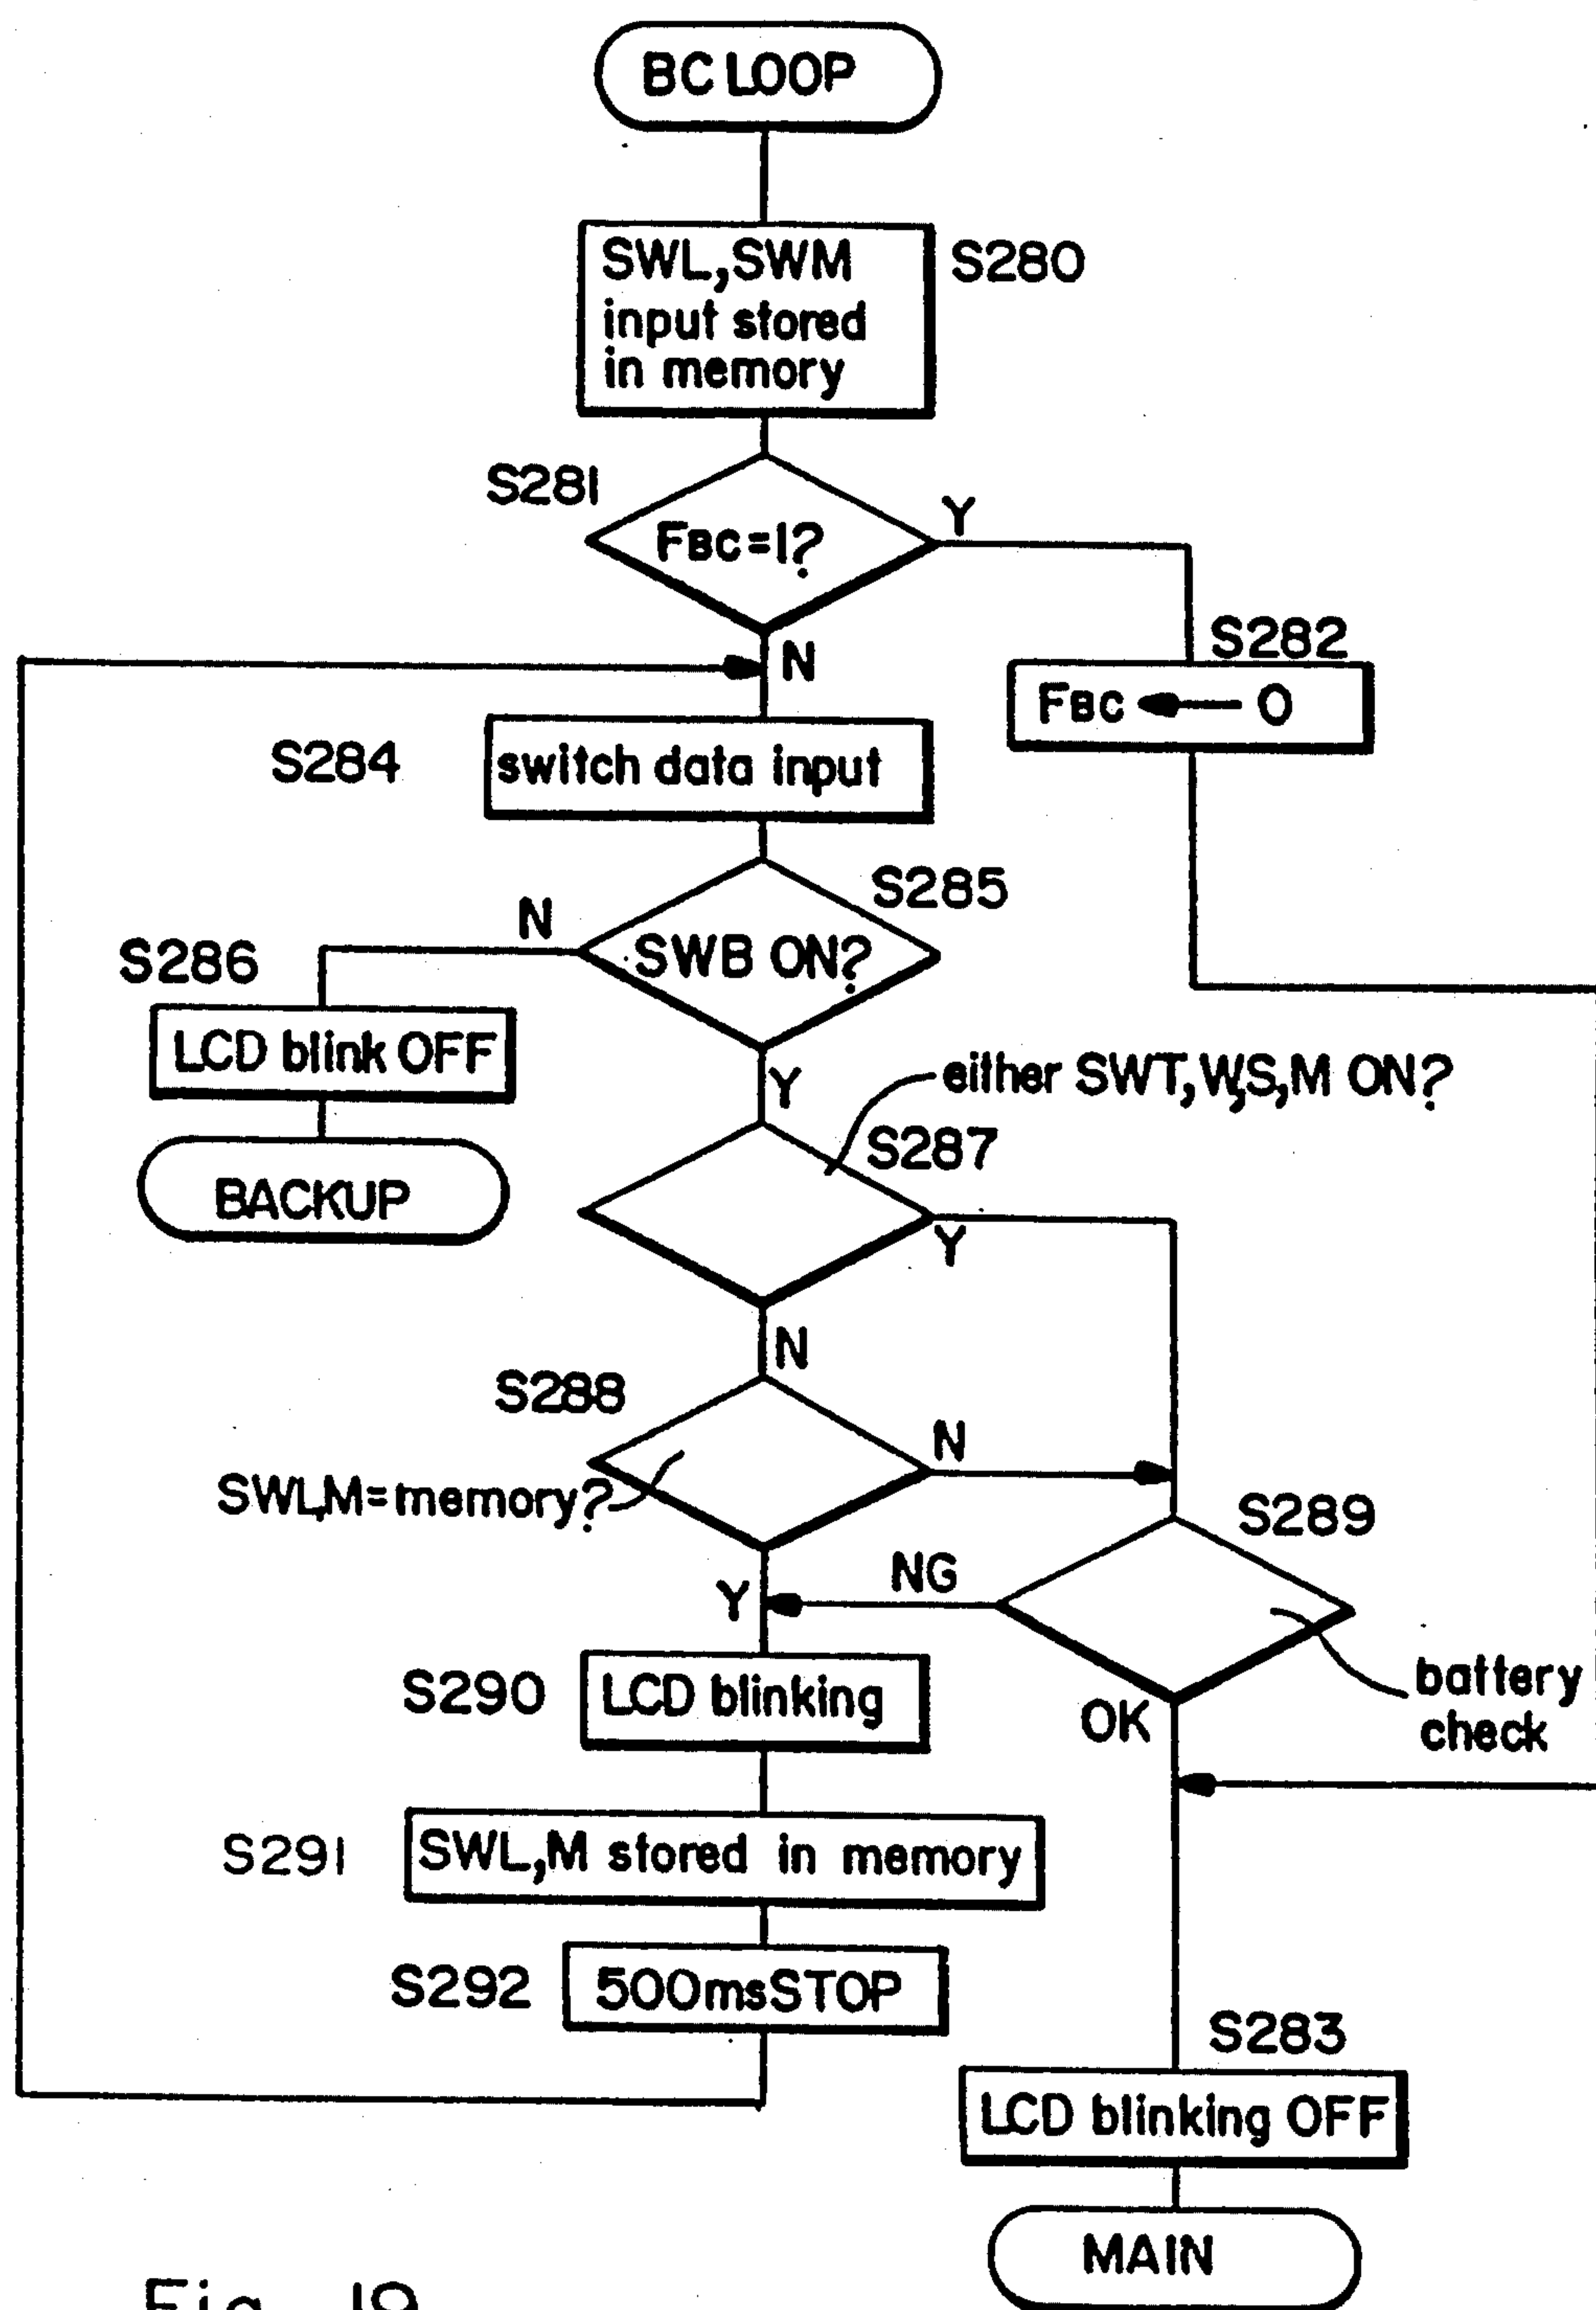 BC LOOP
SWL,SWM
input stored
in memory
S280
S281
FBC=1?
Y
N
S282
FBC ← 0
S284
switch data input
S285
N
SWB ON?
S286
LCD blink OFF
Y
either SWT,W,S,M ON?
BACKUP
S287
Y
N
S288
N
SWL,M=memory?
S289
NG
Y
battery
check
OK
S290
LCD blinking
S291
SWL,M stored in memory
S292
500msSTOP
S283
LCD blinking OFF
MAIN
Fig. 19